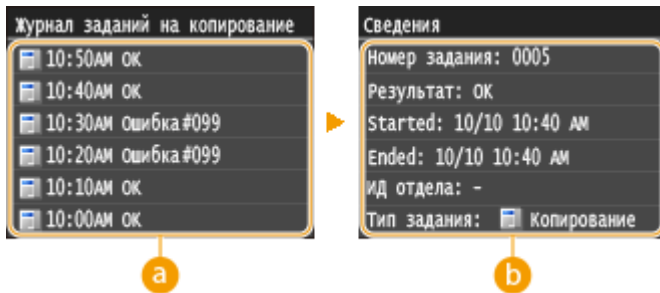 Журнал заданий на копирование
10:50AM OK
10:40AM OK
10:30AM Ошибка#099
10:20AM Ошибка#099
10:10AM OK
10:00AM OK
a
Сведения
Номер задания: 0005
Результат: OK
Started: 10/10 10:40 AM
Ended: 10/10 10:40 AM
ИД отдела: -
Тип задания: Копирование
b